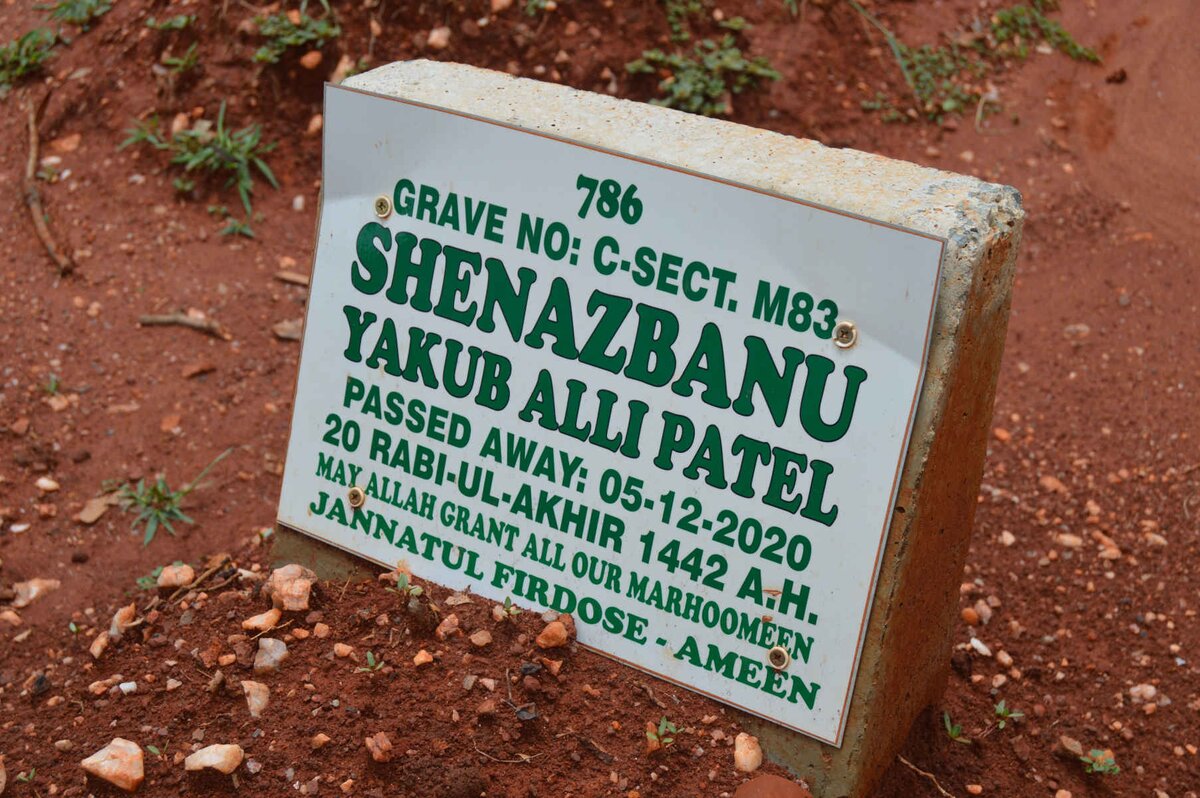 786
GRAVE NO: C-SECT. M83
SHENAZBANU
YAKUB ALLI PATEL
PASSED AWAY: 05-12-2020
20 RABI-UL-AKHIR 1442 A.H.
MAY ALLAH GRANT ALL OUR MARHOOMEEN
JANNATUL FIRDOSE - AMEEN